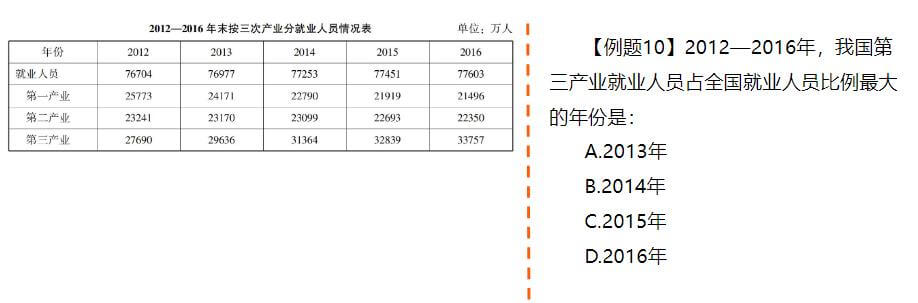 2012—2016 年末按三次产业分就业人员情况表 单位：万人
年份 2012 2013 2014 2015 2016
就业人员 76704 76977 77253 77451 77603
第一产业 25773 24171 22790 21919 21496
第二产业 23241 23170 23099 22693 22350
第三产业 27690 29636 31364 32839 33757
【例题10】2012—2016年，我国第
三产业就业人员占全国就业人员比例最大
的年份是：
A.2013年
B.2014年
C.2015年
D.2016年